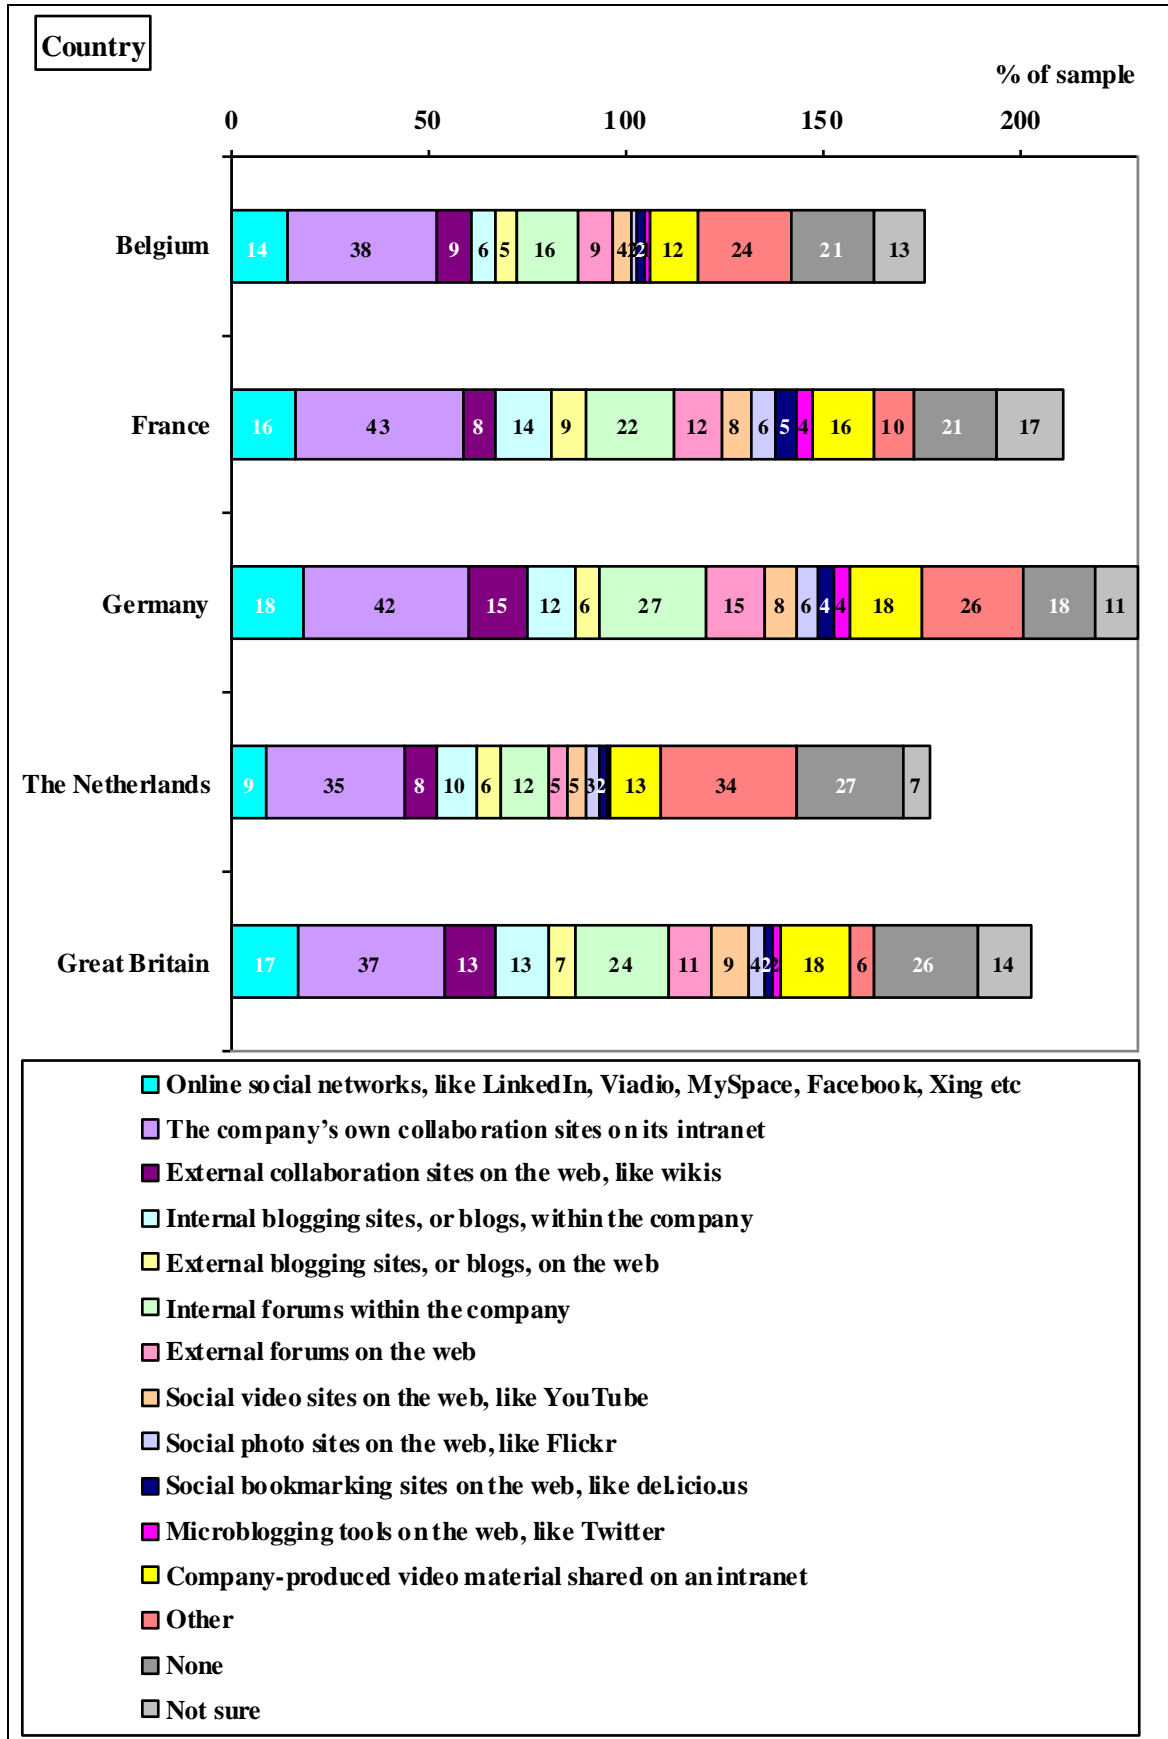 Country
% of sample
0 50 100 150 200
Belgium 14 38 9 6 5 16 9 4 2 2 1 12 24 21 13
France 16 43 8 14 9 22 12 8 6 5 4 16 10 21 17
Germany 18 42 15 12 6 27 15 8 6 4 4 18 26 18 11
The Netherlands 9 35 8 10 6 12 5 5 3 2 13 34 27 7
Great Britain 17 37 13 13 7 24 11 9 4 2 2 18 6 26 14
Online social networks, like LinkedIn, Viadio, MySpace, Facebook, Xing etc
The company’s own collaboration sites on its intranet
External collaboration sites on the web, like wikis
Internal blogging sites, or blogs, within the company
External blogging sites, or blogs, on the web
Internal forums within the company
External forums on the web
Social video sites on the web, like YouTube
Social photo sites on the web, like Flickr
Social bookmarking sites on the web, like del.icio.us
Microblogging tools on the web, like Twitter
Company-produced video material shared on an intranet
Other
None
Not sure